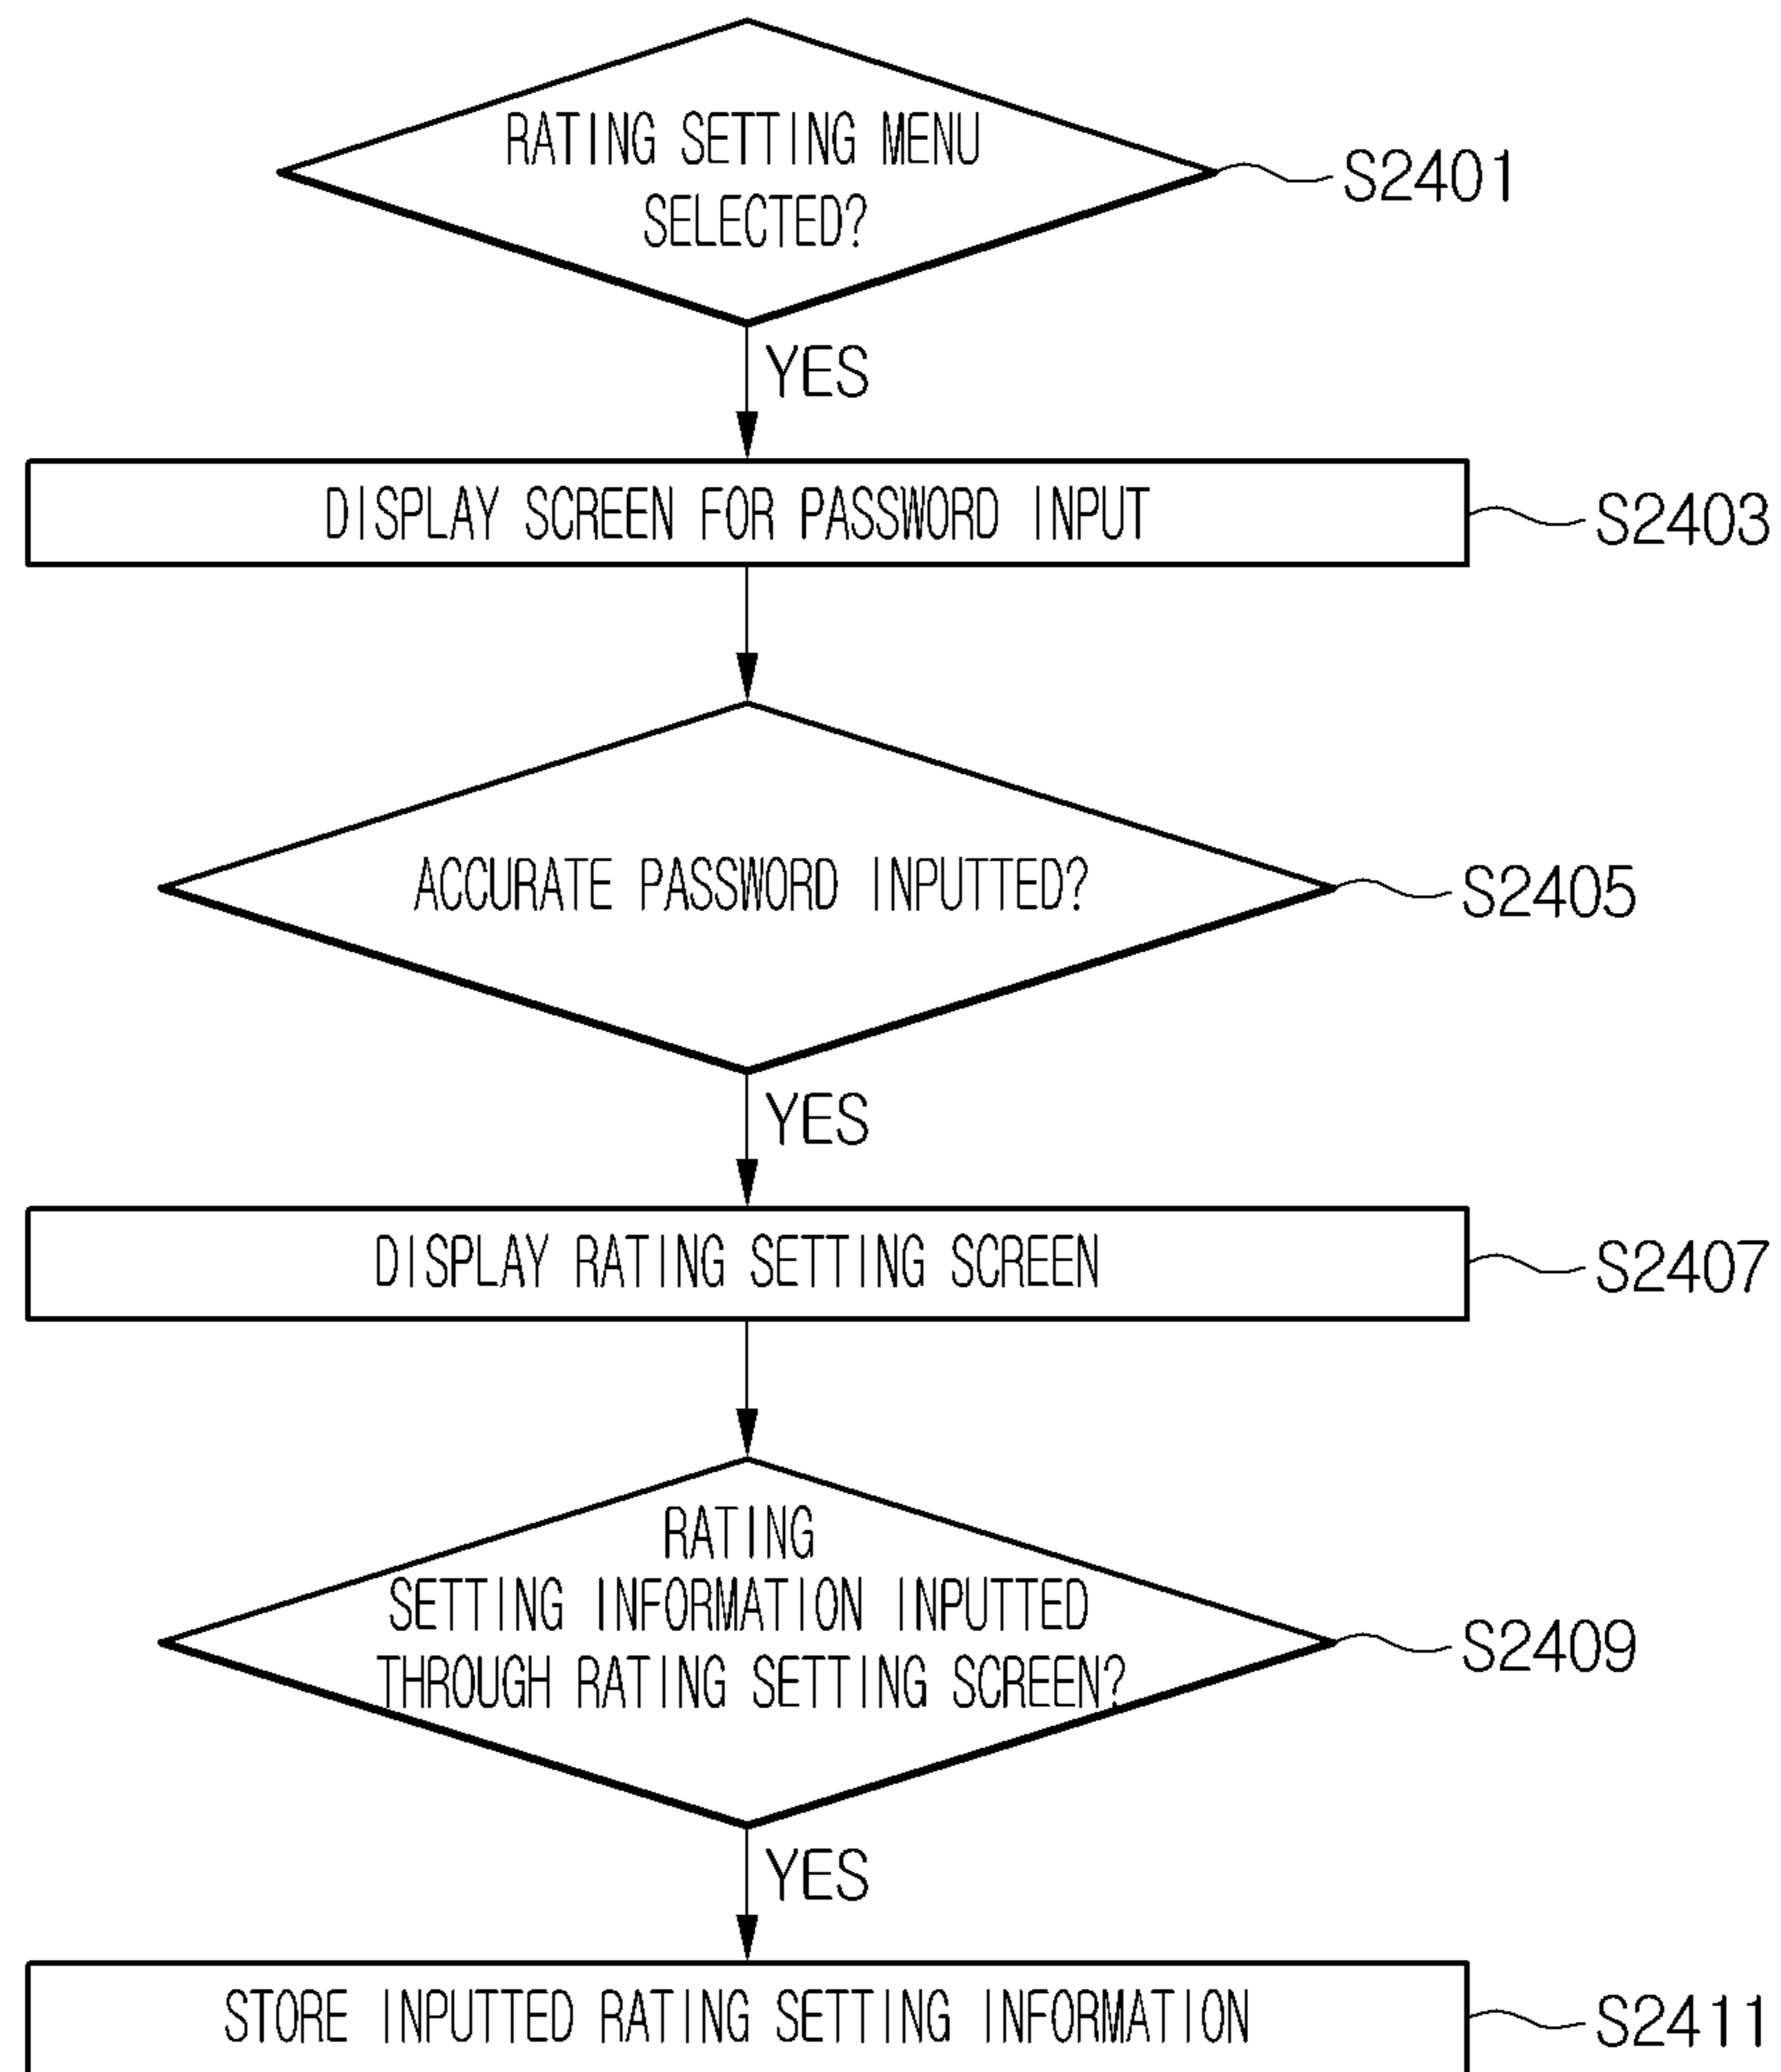 RATING SETTING MENU
SELECTED?
S2401
YES
DISPLAY SCREEN FOR PASSWORD INPUT
S2403
ACCURATE PASSWORD INPUTTED?
S2405
YES
DISPLAY RATING SETTING SCREEN
S2407
RATING
SETTING INFORMATION INPUTTED
THROUGH RATING SETTING SCREEN?
S2409
YES
STORE INPUTTED RATING SETTING INFORMATION
S2411